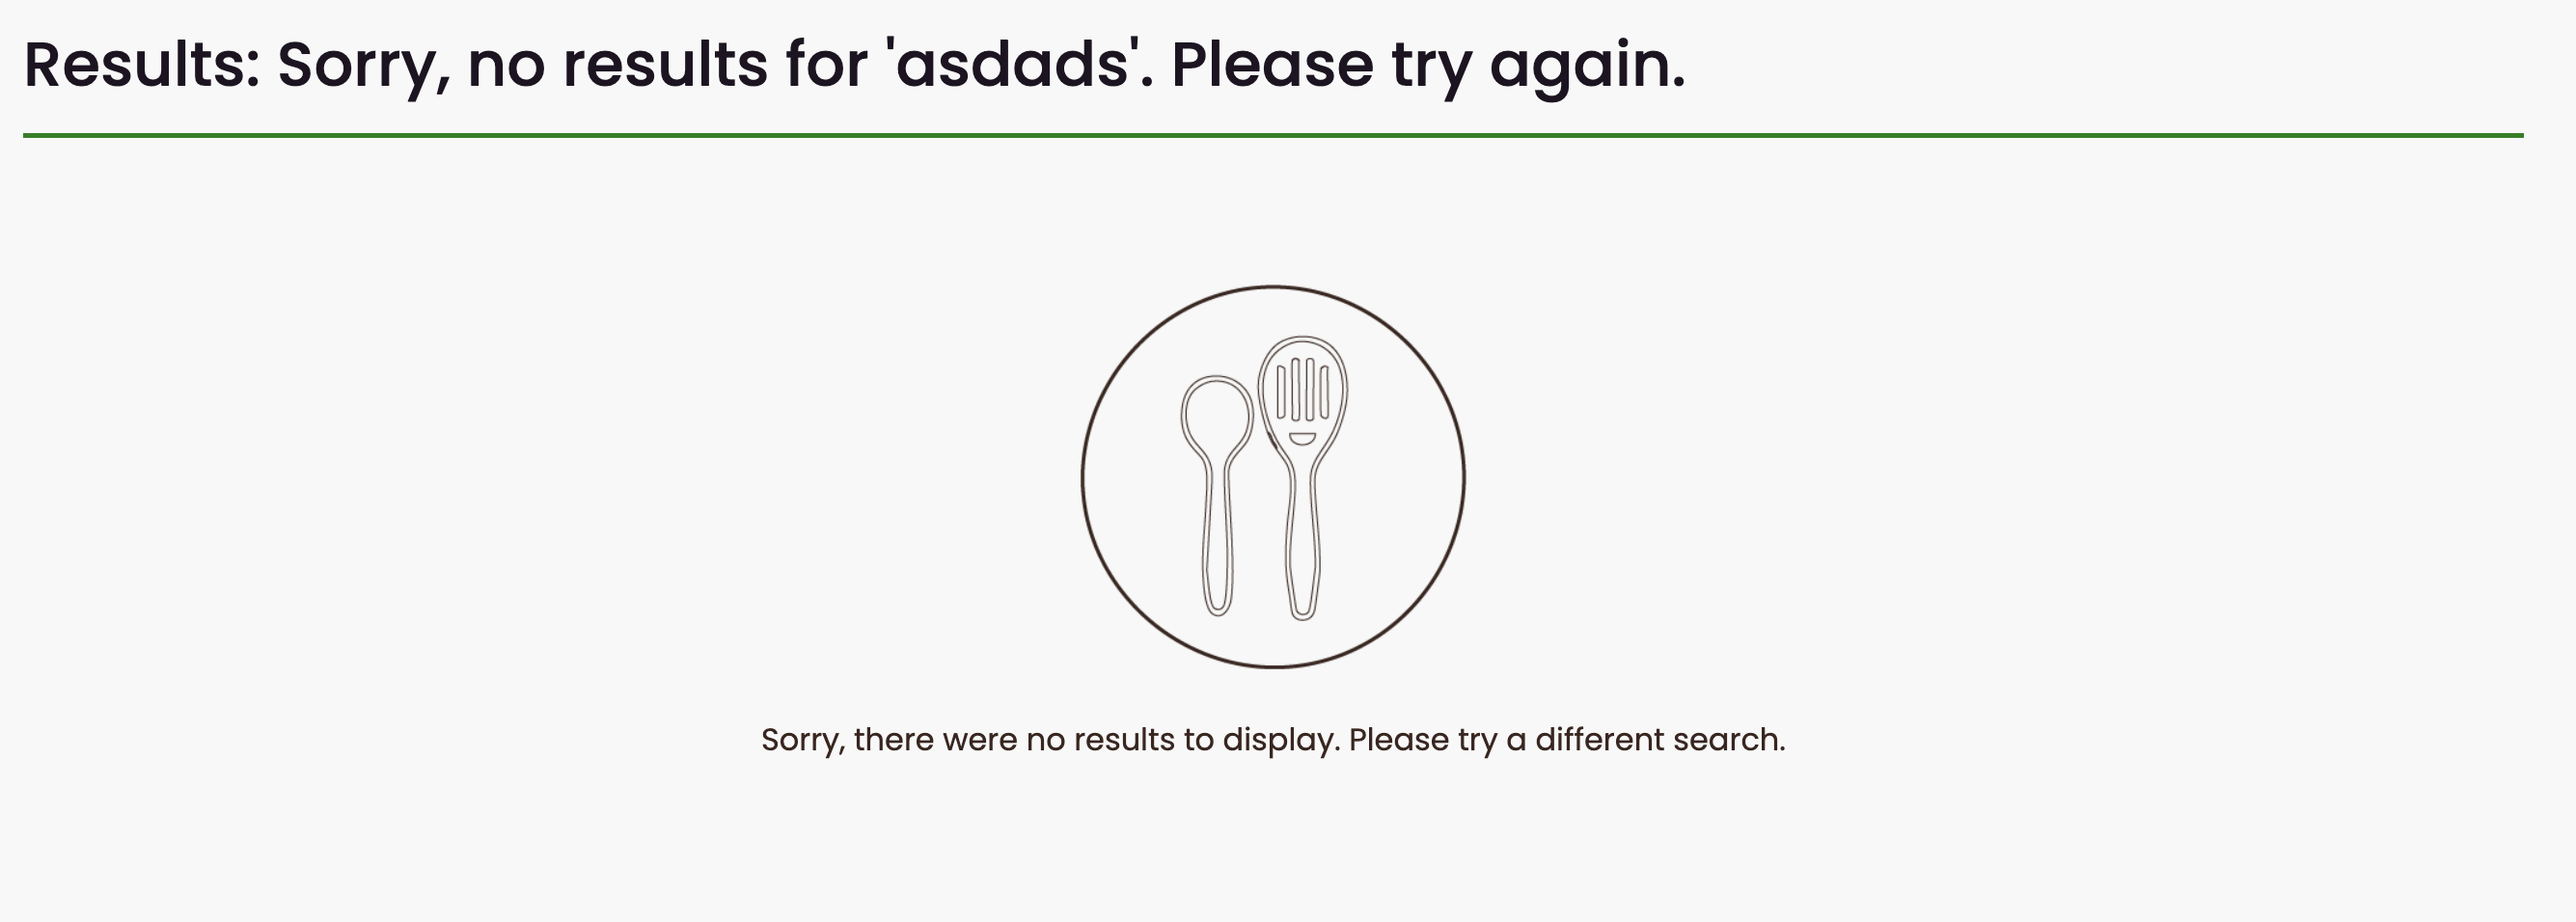 Results: Sorry, no results for 'asdads'. Please try again.
Sorry, there were no results to display. Please try a different search.